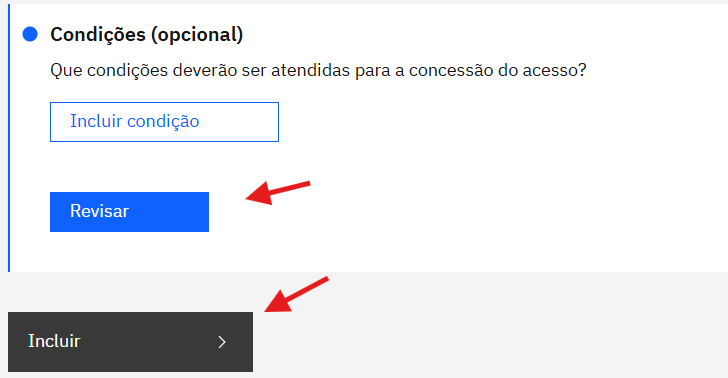 Condições (opcional)
Que condições deverão ser atendidas para a concessão do acesso?
Incluir condição
Revisar
Incluir